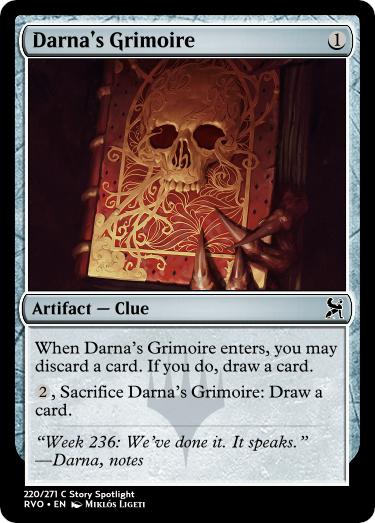 Darna's Grimoire 1
Artifact — Clue
When Darna's Grimoire enters, you may
discard a card. If you do, draw a card.
2, Sacrifice Darna's Grimoire: Draw a
card.
"Week 236: We've done it. It speaks."
—Darna, notes
220/271 C Story Spotlight
RVO • EN Miklós Ligeti